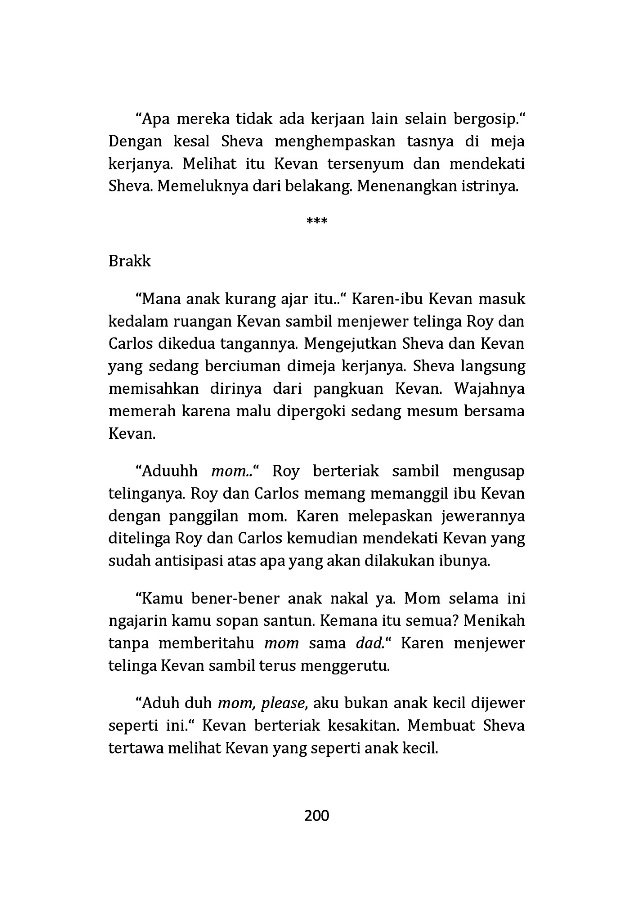 “Apa mereka tidak ada kerjaan lain selain bergosip.“
Dengan kesal Sheva menghempaskan tasnya di meja
kerjanya. Melihat itu Kevan tersenyum dan mendekati
Sheva. Memeluknya dari belakang. Menenangkan istrinya.
***
Brakk
“Mana anak kurang ajar itu..“ Karen-ibu Kevan masuk
kedalam ruangan Kevan sambil menjewer telinga Roy dan
Carlos dikedua tangannya. Mengejutkan Sheva dan Kevan
yang sedang berciuman dimeja kerjanya. Sheva langsung
memisahkan dirinya dari pangkuan Kevan. Wajahnya
memerah karena malu dipergoki sedang mesum bersama
Kevan.
“Aduuhh mom..“ Roy berteriak sambil mengusap
telinganya. Roy dan Carlos memang memanggil ibu Kevan
dengan panggilan mom. Karen melepaskan jewerannya
ditelinga Roy dan Carlos kemudian mendekati Kevan yang
sudah antisipasi atas apa yang akan dilakukan ibunya.
“Kamu bener-bener anak nakal ya. Mom selama ini
ngajarin kamu sopan santun. Kemana itu semua? Menikah
tanpa memberitahu mom sama dad.“ Karen menjewer
telinga Kevan sambil terus menggerutu.
“Aduh duh mom, please, aku bukan anak kecil dijewer
seperti ini.“ Kevan berteriak kesakitan. Membuat Sheva
tertawa melihat Kevan yang seperti anak kecil.
200